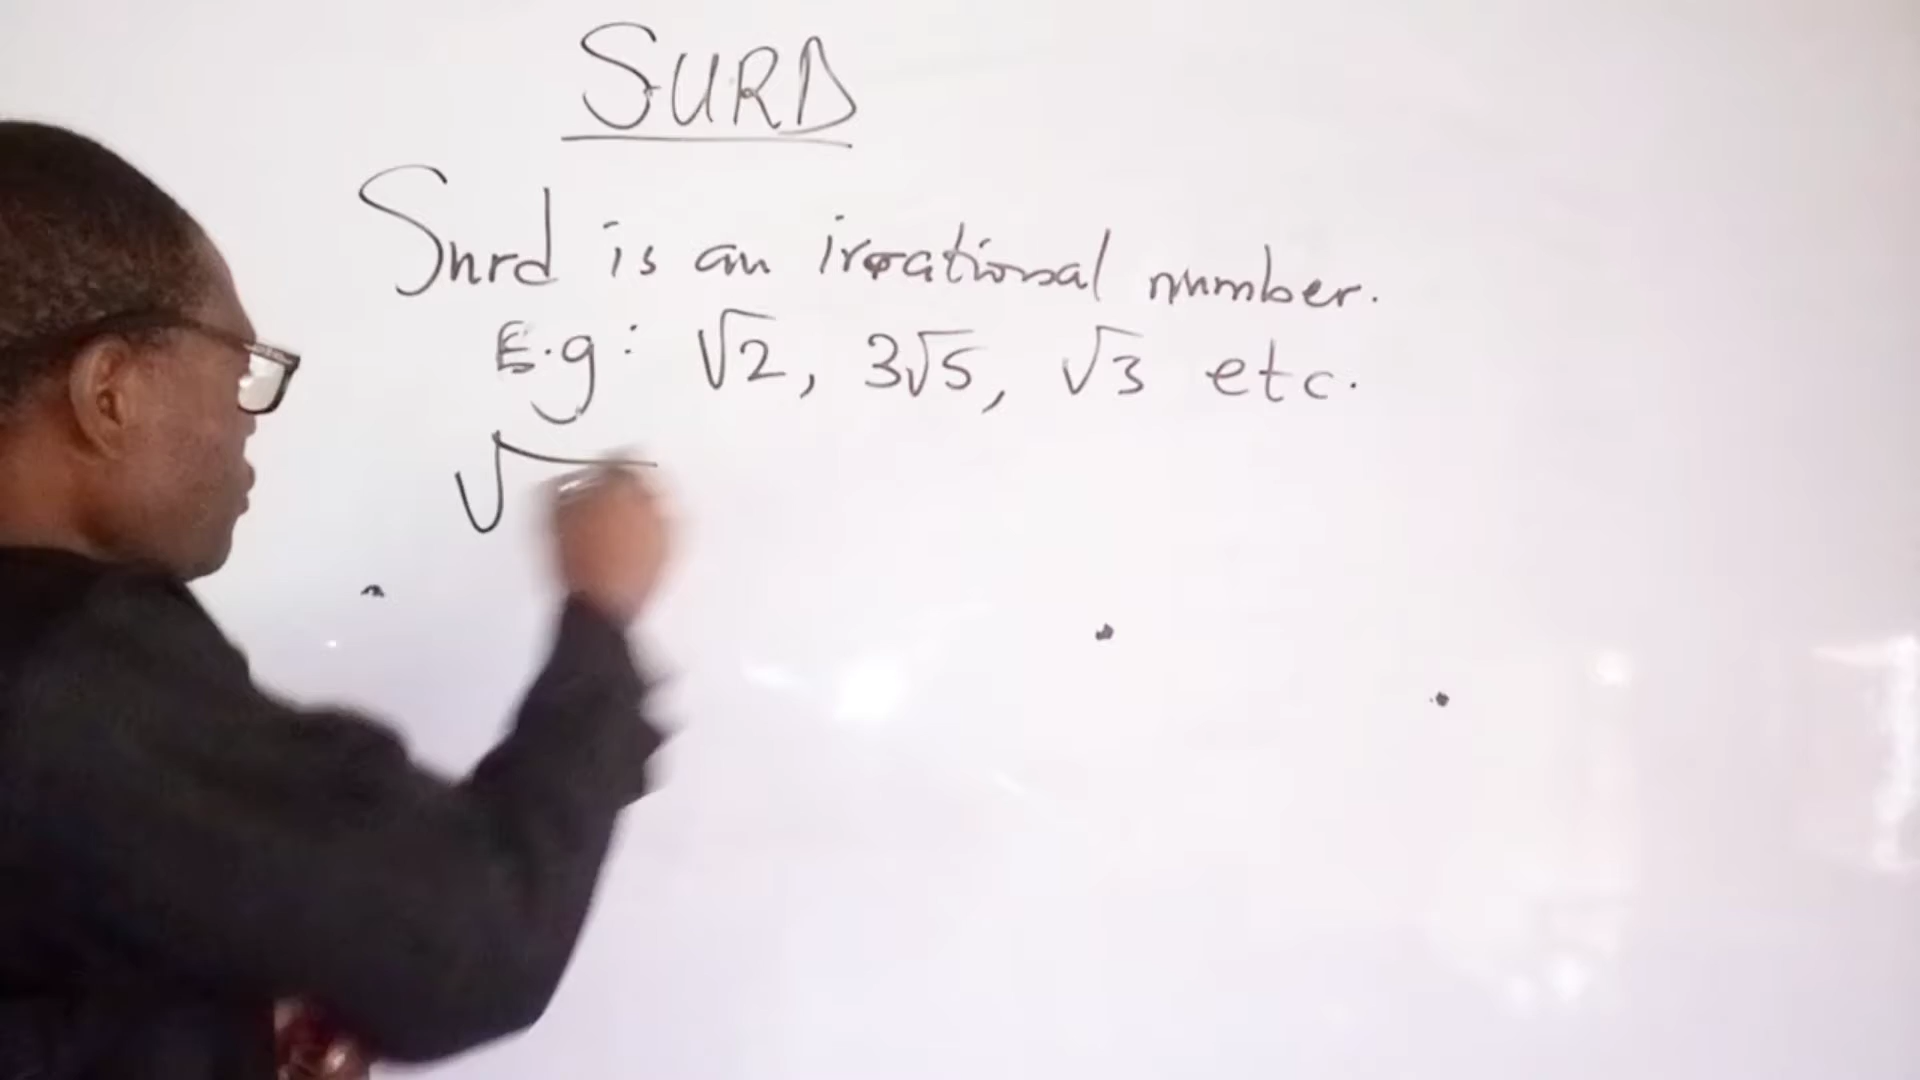 SURD
Surd is an irrational number.
E.g: √2, 3√5, √3 etc.
√